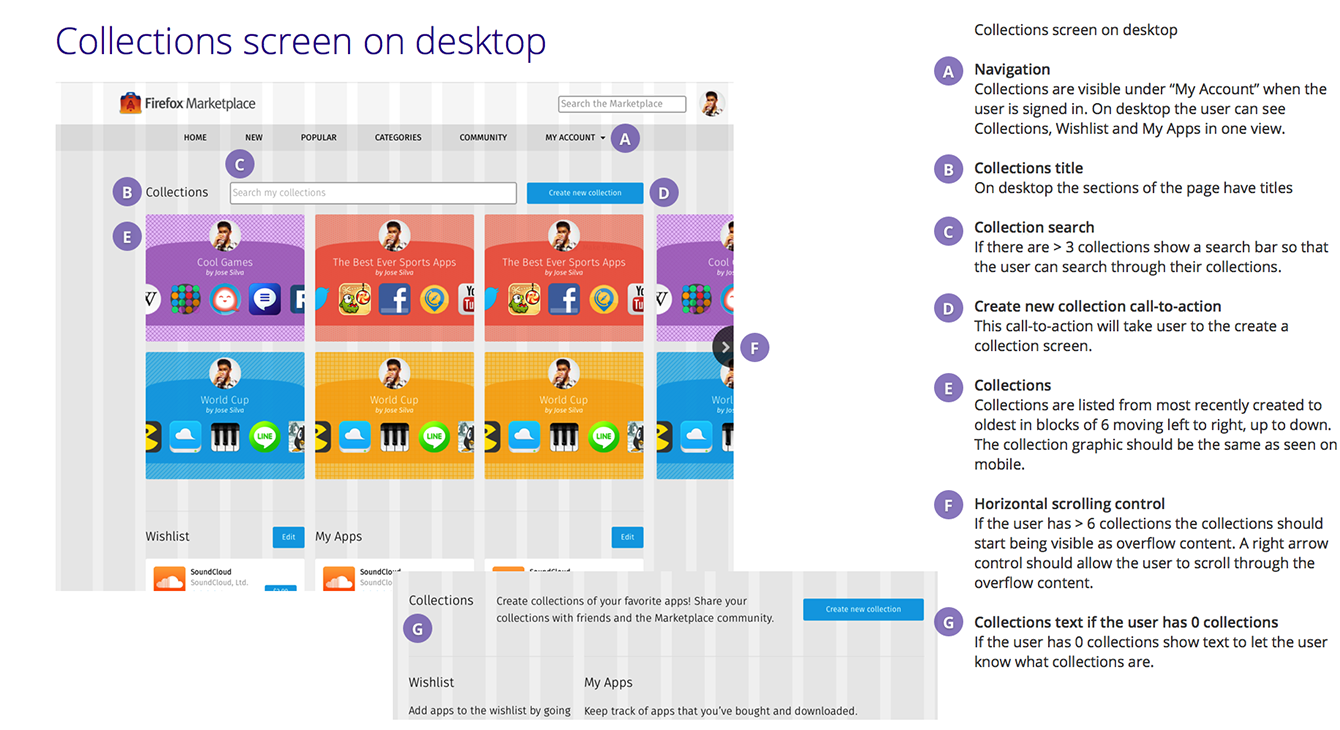 Collections screen on desktop
Firefox Marketplace
Search the Marketplace
HOME NEW POPULAR CATEGORIES COMMUNITY MY ACCOUNT
A
C
B
Collections
Search my collections
Create new collection
D
E
Cool Games
by Jose Silva
The Best Ever Sports Apps
by Jose Silva
The Best Ever Sports Apps
by Jose Silva
Cool
W
f
You
f
You
W
F
World Cup
by Jose Silva
World Cup
by Jose Silva
World Cup
by Jose Silva
LINE
LINE
LINE
Wishlist
Edit
My Apps
Edit
SoundCloud
SoundCloud, Ltd.
SoundCloud
SoundClo
Collections
Create collections of your favorite apps! Share your
collections with friends and the Marketplace community.
Create new collection
G
Wishlist
My Apps
Add apps to the wishlist by going
Keep track of apps that you've bought and downloaded.
Collections screen on desktop
A
Navigation
Collections are visible under “My Account” when the
user is signed in. On desktop the user can see
Collections, Wishlist and My Apps in one view.
B
Collections title
On desktop the sections of the page have titles
C
Collection search
If there are > 3 collections show a search bar so that
the user can search through their collections.
D
Create new collection call-to-action
This call-to-action will take user to the create a
collection screen.
E
Collections
Collections are listed from most recently created to
oldest in blocks of 6 moving left to right, up to down.
The collection graphic should be the same as seen on
mobile.
F
Horizontal scrolling control
If the user has > 6 collections the collections should
start being visible as overflow content. A right arrow
control should allow the user to scroll through the
overflow content.
G
Collections text if the user has 0 collections
If the user has 0 collections show text to let the user
know what collections are.